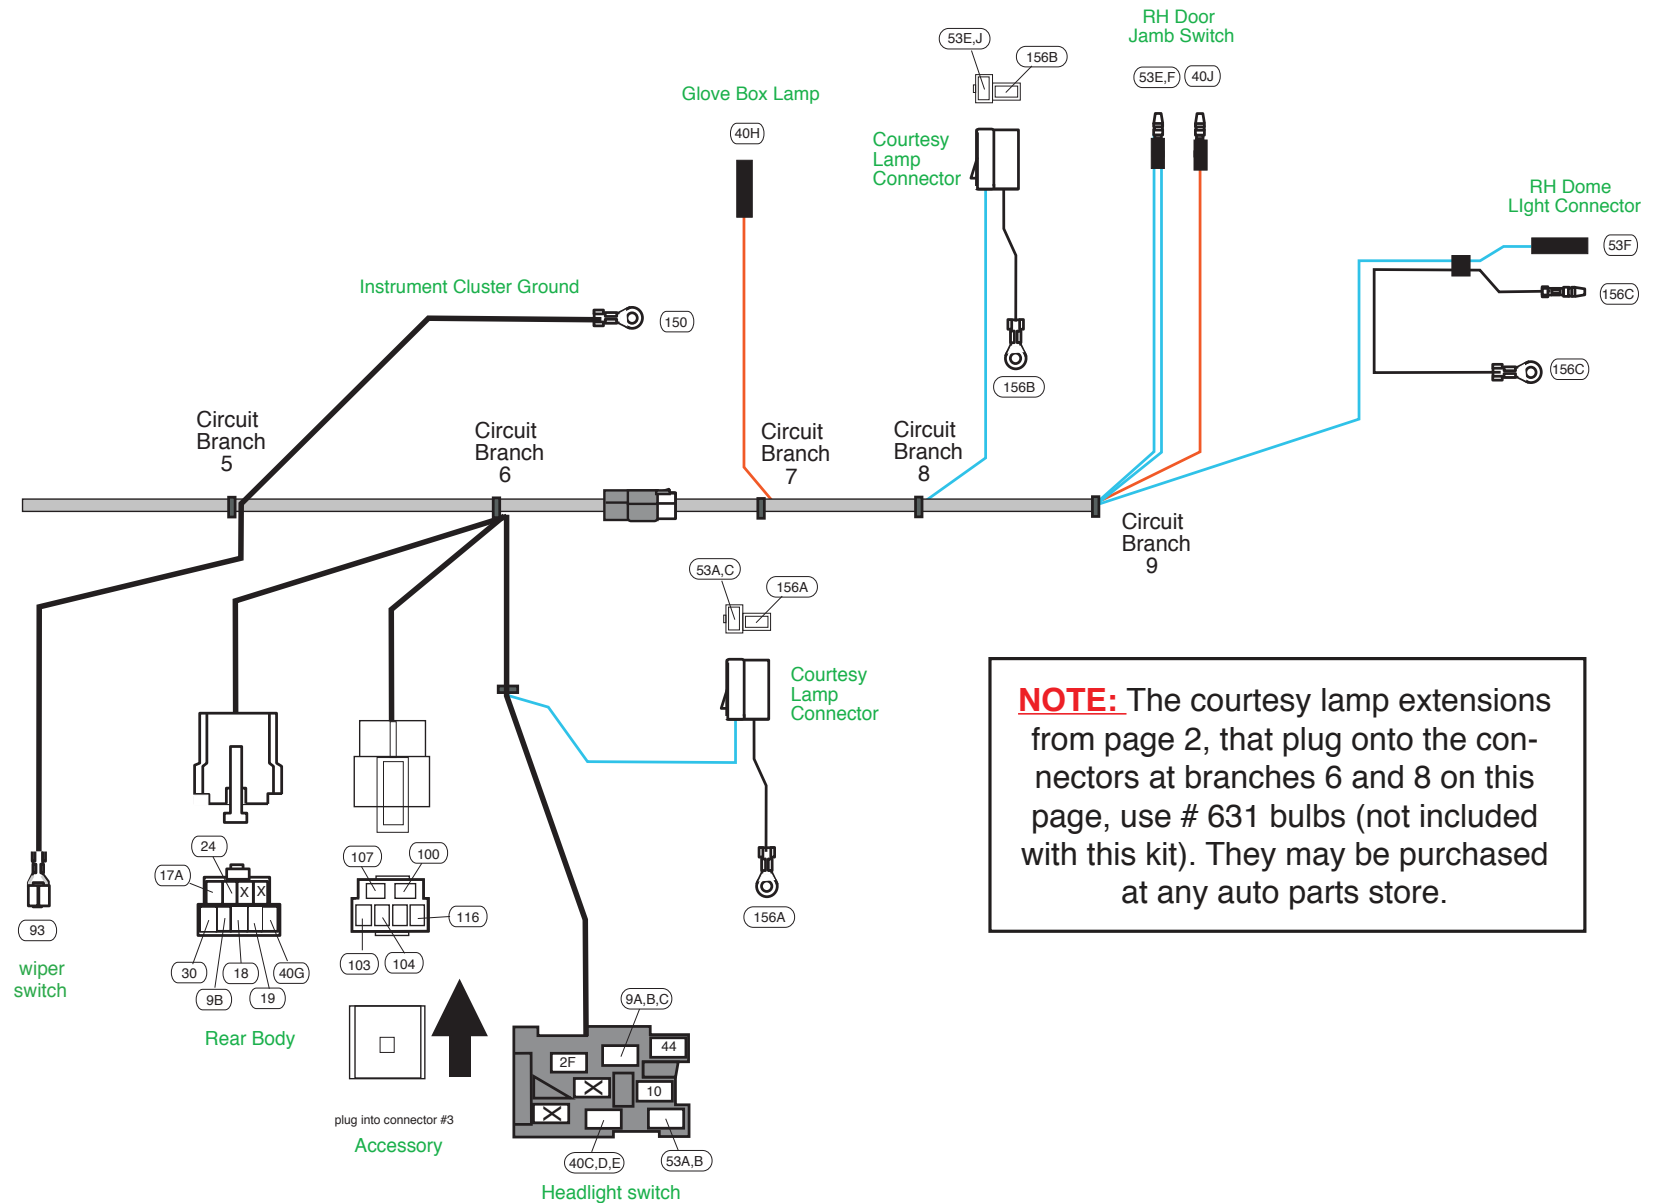 RH Door
Jamb Switch
53E,J
156B
53E,F
40J
Glove Box Lamp
40H
Courtesy
Lamp
Connector
RH Dome
LIght Connector
53F
156C
156C
Instrument Cluster Ground
150
156B
Circuit
Branch
5
Circuit
Branch
6
Circuit
Branch
7
Circuit
Branch
8
Circuit
Branch
9
53A,C
156A
Courtesy
Lamp
Connector
156A
NOTE: The courtesy lamp extensions
from page 2, that plug onto the con-
nectors at branches 6 and 8 on this
page, use # 631 bulbs (not included
with this kit). They may be purchased
at any auto parts store.
93
wiper
switch
24
17A
X X
30
9B
18
19
40G
Rear Body
107
100
116
103
104
plug into connector #3
Accessory
9A,B,C
44
2F
X
10
X
40C,D,E
53A,B
Headlight switch